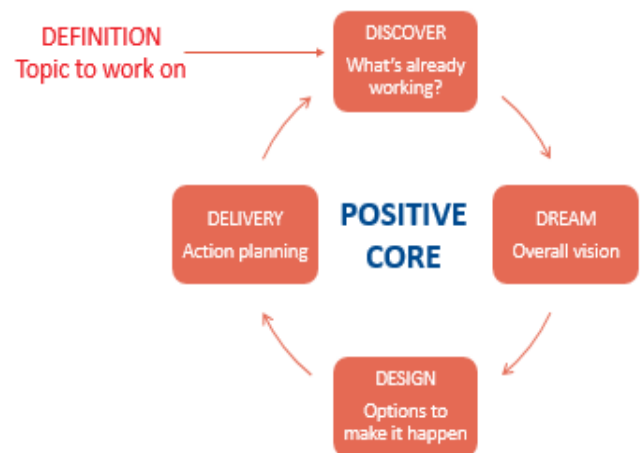 DEFINITION
Topic to work on
DISCOVER
What's already
working?
DREAM
Overall vision
DESIGN
Options to
make it happen
DELIVERY
Action planning
POSITIVE
CORE